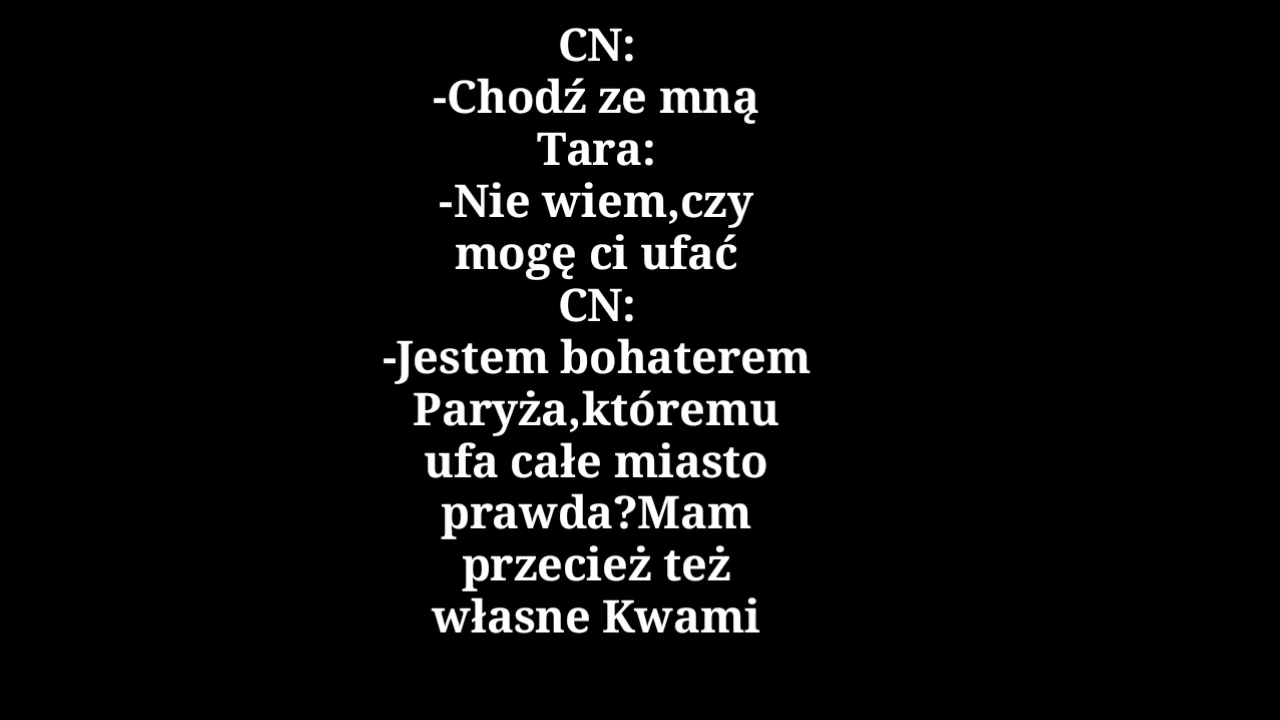 CN:
-Chodź ze mną
Tara:
-Nie wiem,czy
mogę ci ufać
CN:
-Jestem bohaterem
Paryża,któremu
ufa całe miasto
prawda?Mam
przecież też
własne Kwami